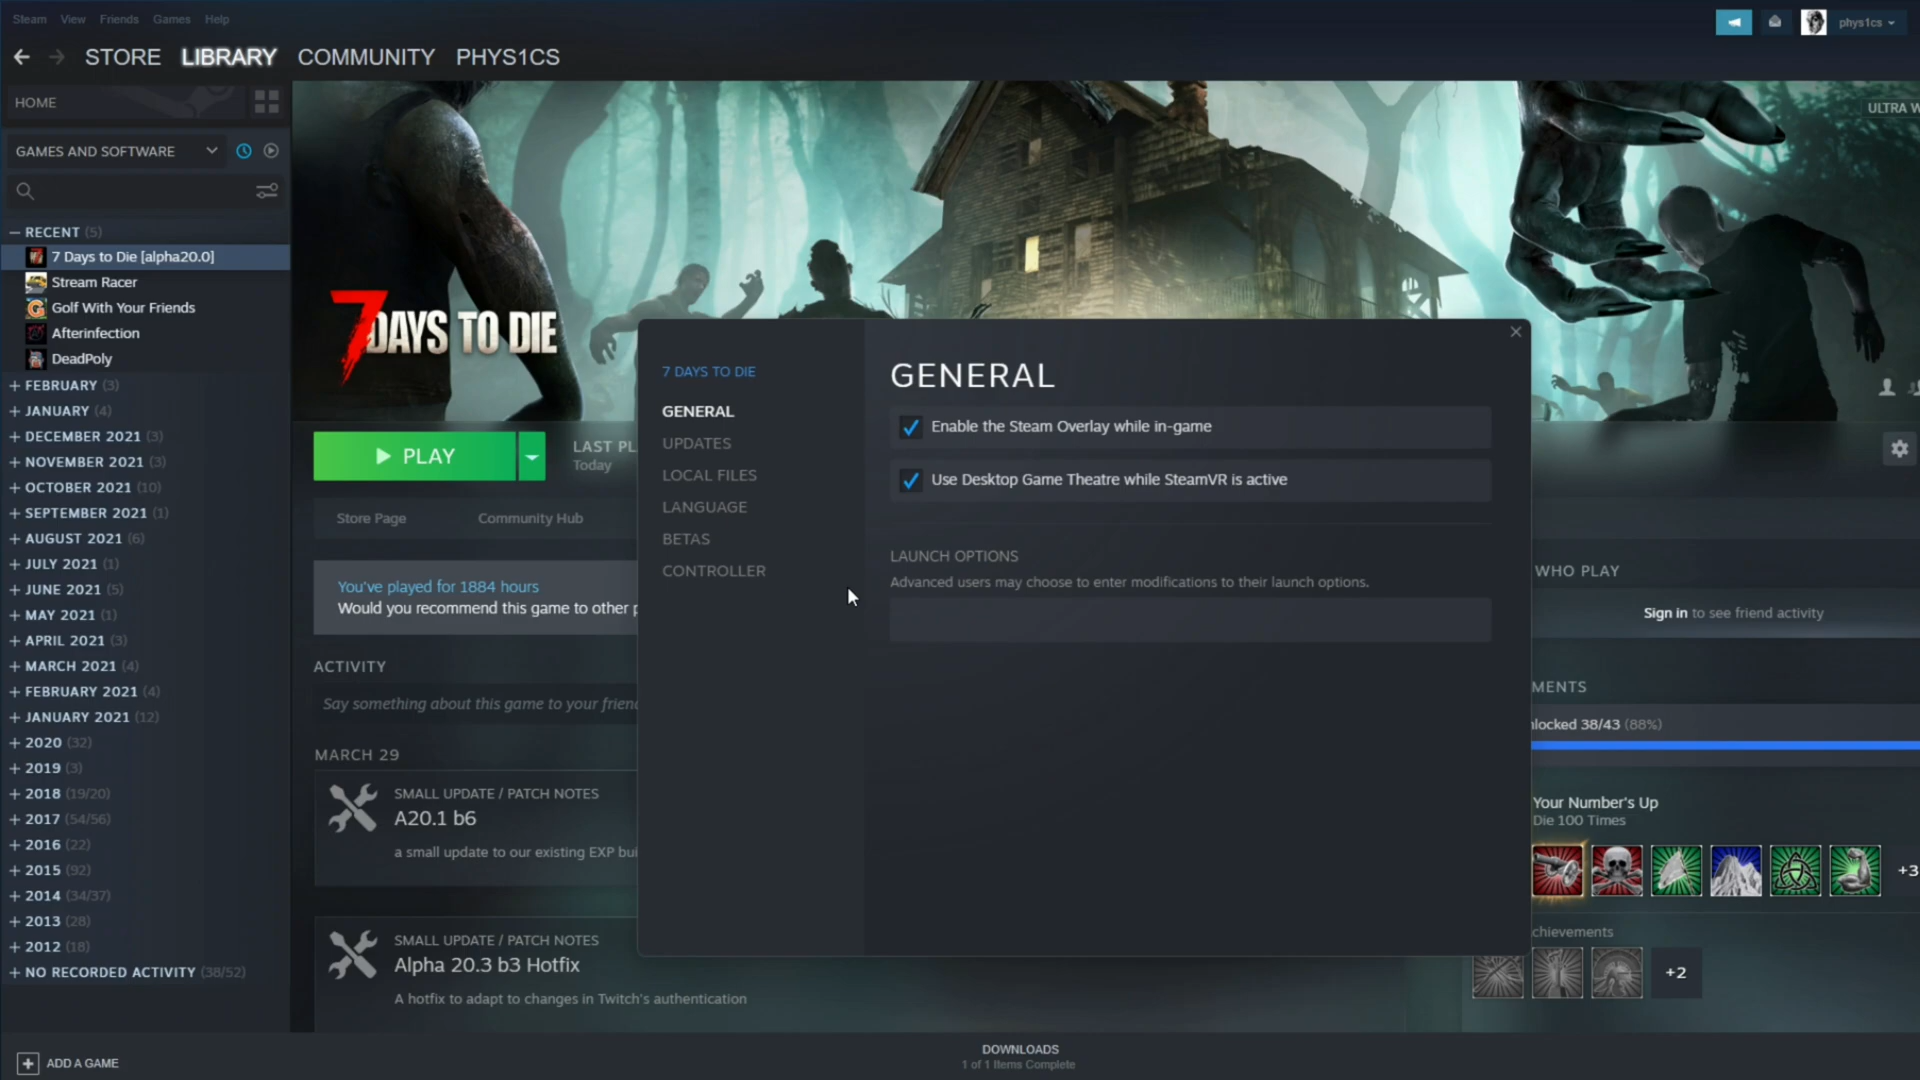 Steam View Friends Games Help
phys1cs
STORE LIBRARY COMMUNITY PHYS1CS
HOME
ULTRA W
GAMES AND SOFTWARE
— RECENT (5)
7 Days to Die [alpha20.0]
Stream Racer
Golf With Your Friends
Afterinfection
DeadPoly
+ FEBRUARY (3)
+ JANUARY (4)
+ DECEMBER 2021 (3)
+ NOVEMBER 2021 (3)
+ OCTOBER 2021 (10)
+ SEPTEMBER 2021 (1)
+ AUGUST 2021 (6)
+ JULY 2021 (1)
+ JUNE 2021 (5)
+ MAY 2021 (1)
+ APRIL 2021 (3)
+ MARCH 2021 (4)
+ FEBRUARY 2021 (4)
+ JANUARY 2021 (12)
+ 2020 (32)
+ 2019 (3)
+ 2018 (19/20)
+ 2017 (54/56)
+ 2016 (22)
+ 2015 (92)
+ 2014 (34/37)
+ 2013 (28)
+ 2012 (18)
+ NO RECORDED ACTIVITY (38/52)
+ ADD A GAME
7 DAYS TO DIE
PLAY
LAST PL
Today
Store Page Community Hub
You've played for 1884 hours
Would you recommend this game to other p
ACTIVITY
Say something about this game to your frien
MARCH 29
SMALL UPDATE / PATCH NOTES
A20.1 b6
a small update to our existing EXP bui
SMALL UPDATE / PATCH NOTES
Alpha 20.3 b3 Hotfix
A hotfix to adapt to changes in Twitch's authentication
7 DAYS TO DIE
GENERAL
UPDATES
LOCAL FILES
LANGUAGE
BETAS
CONTROLLER
GENERAL
Enable the Steam Overlay while in-game
Use Desktop Game Theatre while SteamVR is active
LAUNCH OPTIONS
Advanced users may choose to enter modifications to their launch options.
WHO PLAY
Sign in to see friend activity
MENTS
nlocked 38/43 (88%)
Your Number's Up
Die 100 Times
+3
chievements
+2
DOWNLOADS
1 of 1 Items Complete